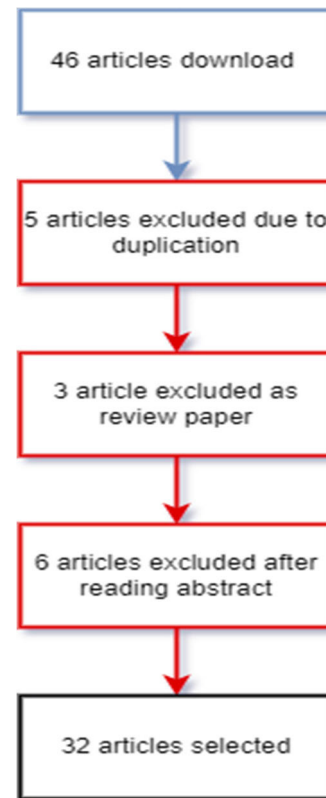 46 articles download
5 articles excluded due to
duplication
3 article excluded as
review paper
6 articles excluded after
reading abstract
32 articles selected